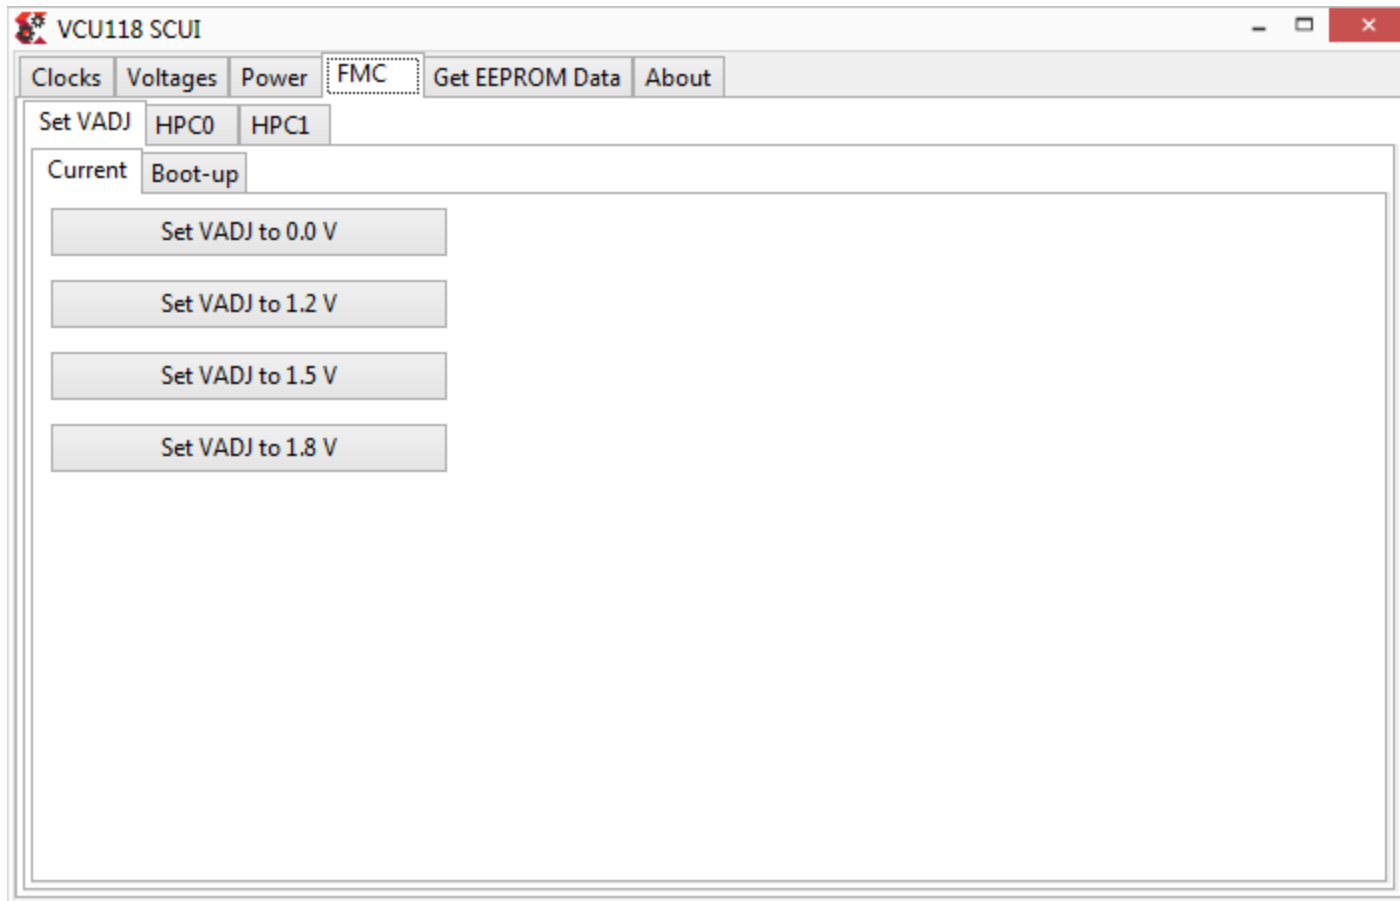 VCU118 SCUI
Clocks Voltages Power FMC Get EEPROM Data About
Set VADJ HPC0 HPC1
Current Boot-up
Set VADJ to 0.0 V
Set VADJ to 1.2 V
Set VADJ to 1.5 V
Set VADJ to 1.8 V